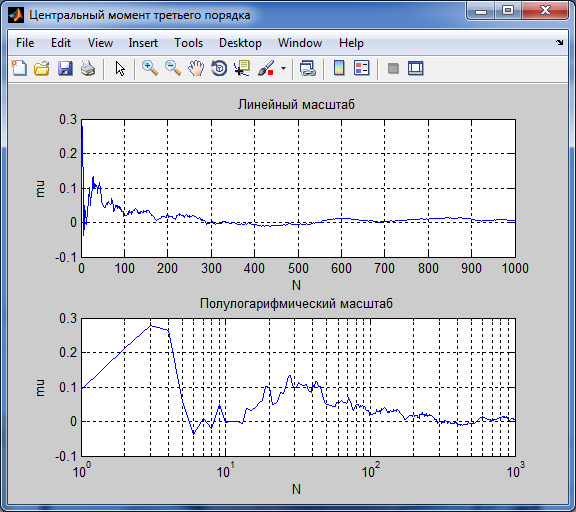 Центральный момент третьего порядка
File Edit View Insert Tools Desktop Window Help
Линейный масштаб
0.3
0.2
0.1
0
-0.1
mu
0 100 200 300 400 500 600 700 800 900 1000
N
Полулогарифмический масштаб
0.3
0.2
0.1
0
-0.1
mu
10^0 10^1 10^2 10^3
N